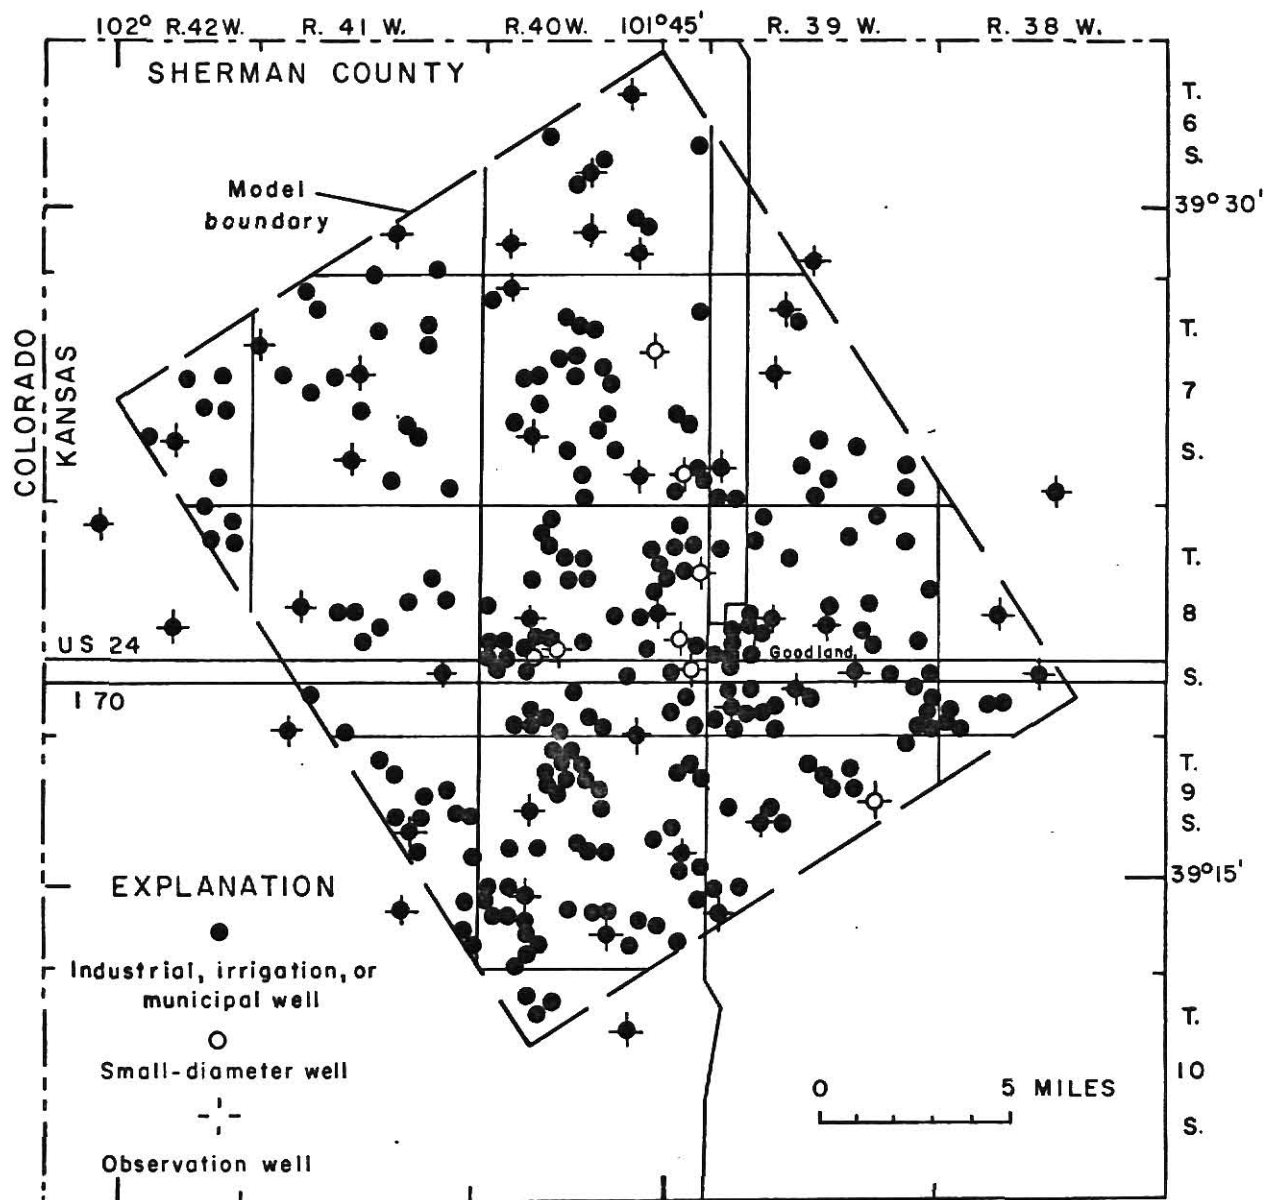 102° R.42W. R. 41 W. R.40W. 101°45' R. 39 W. R. 38 W.
SHERMAN COUNTY
T.
6
S.
Model
boundary
39°30'
COLORADO
KANSAS
T.
7
S.
T.
8
S.
US 24
Goodland
I 70
T.
9
S.
39°15'
EXPLANATION
Industrial, irrigation, or
municipal well
Small-diameter well
Observation well
T.
10
S.
0 5 MILES